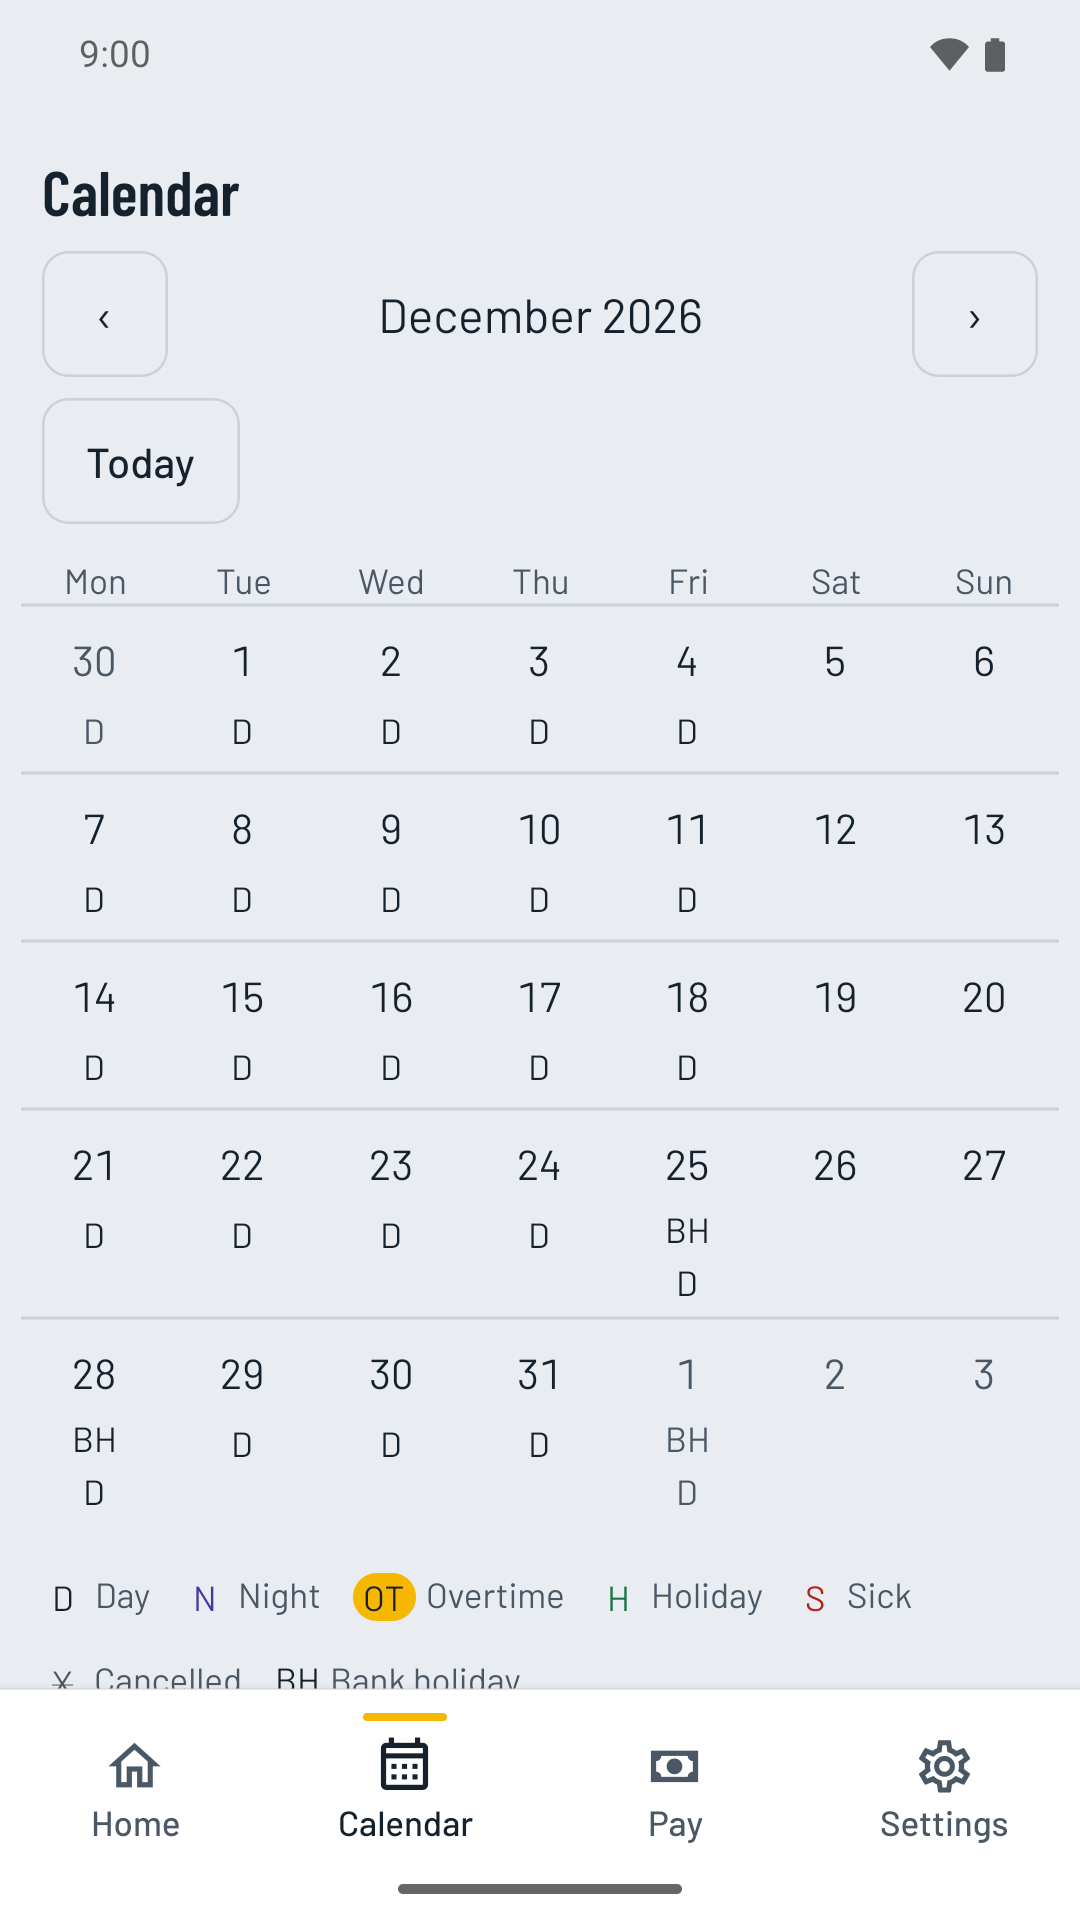 9:00
Calendar
‹ December 2026 ›
Today
Mon Tue Wed Thu Fri Sat Sun
30 1 2 3 4 5 6
D D D D D
7 8 9 10 11 12 13
D D D D D
14 15 16 17 18 19 20
D D D D D
21 22 23 24 25 26 27
D D D D BH
D
28 29 30 31 1 2 3
BH D D D BH
D D
D Day N Night OT Overtime H Holiday S Sick
Cancelled BH Bank holiday
Home Calendar Pay Settings